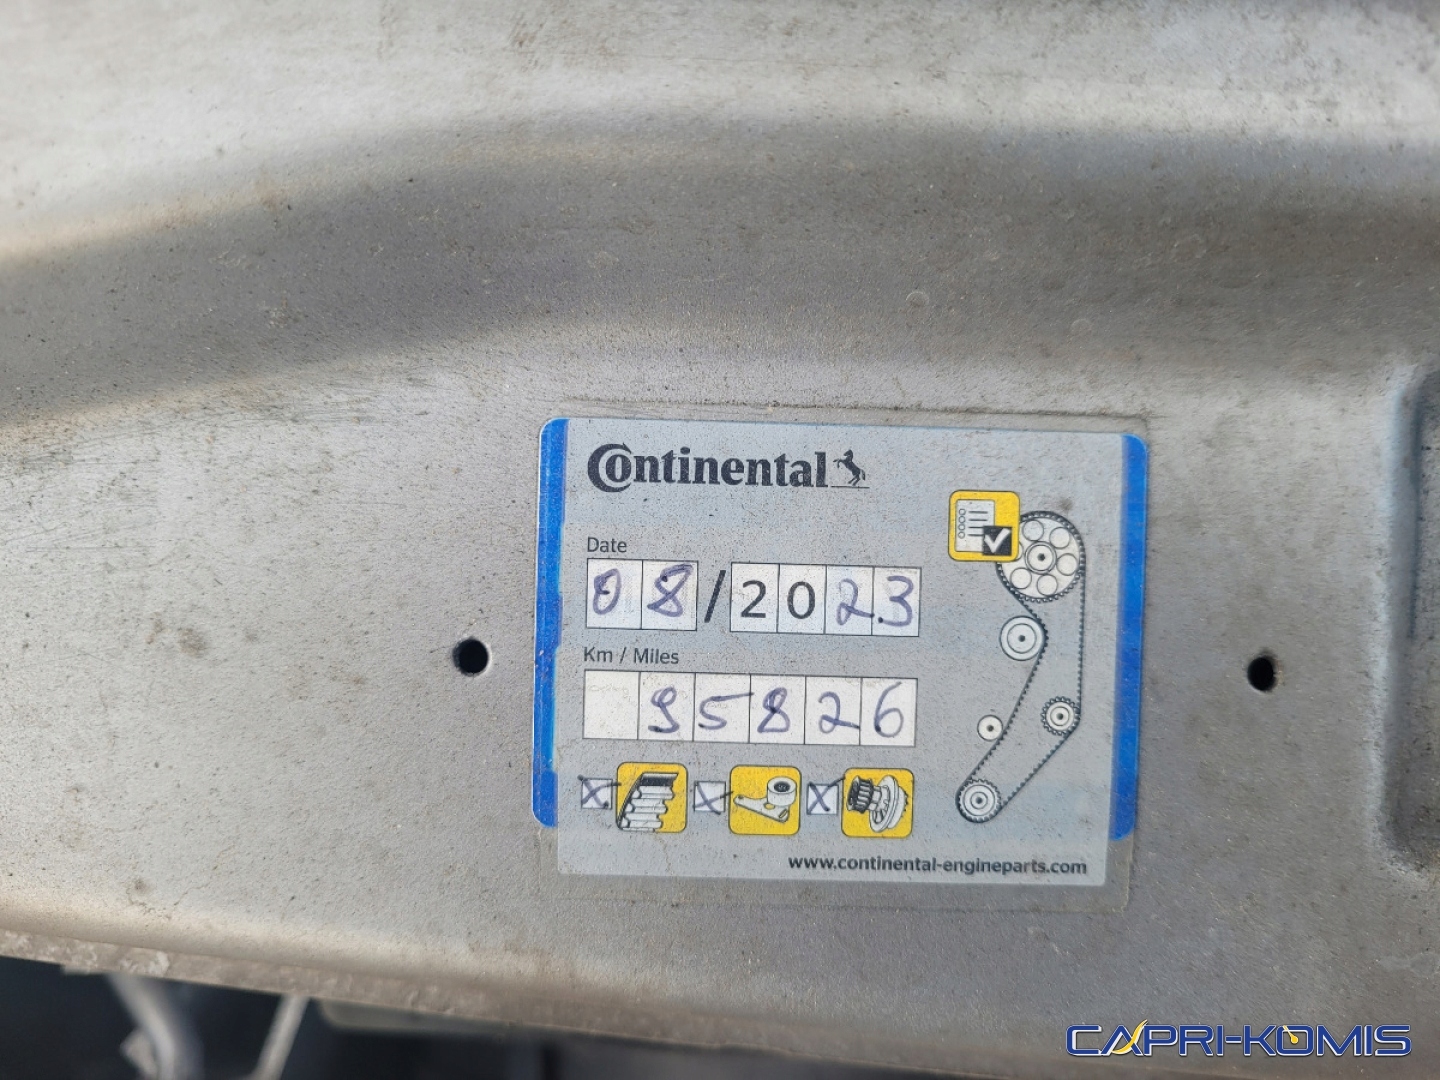 Continental
Date
08/2023
Km / Miles
95826
www.continental-engineparts.com
CAPRI-KOMIS